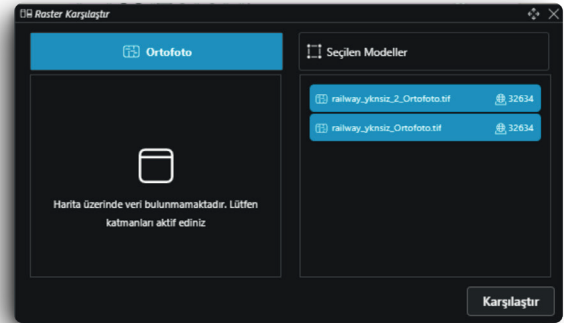 Raster Karşılaştır
Ortofoto
Seçilen Modeller
railway_yknsiz_2_Ortofoto.tif 32634
railway_yknsiz_Ortofoto.tif 32634
Harita üzerinde veri bulunmamaktadır. Lütfen
katmanları aktif ediniz
Karşılaştır